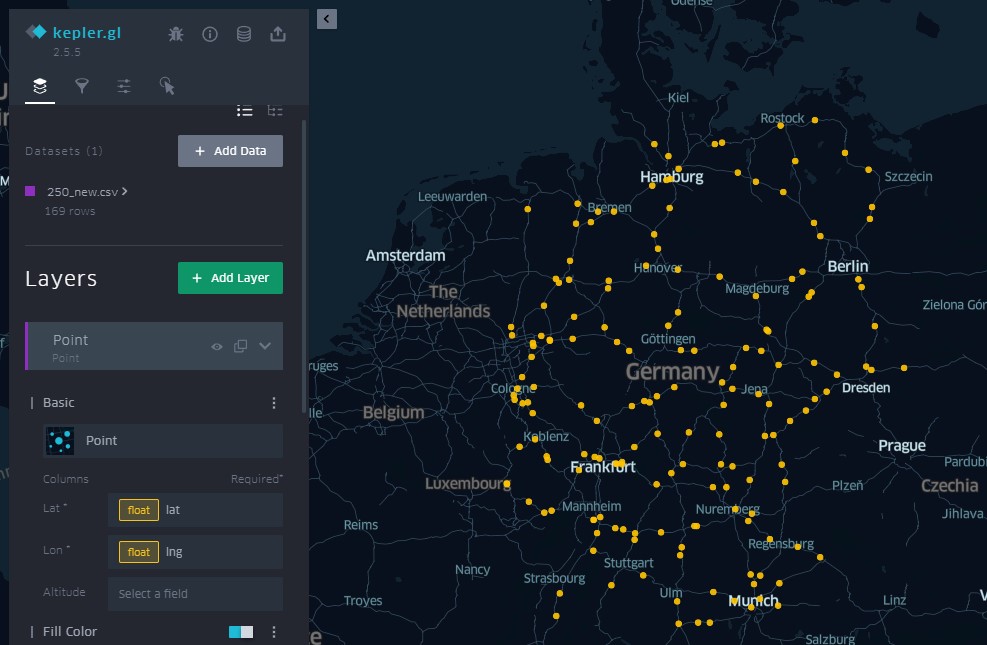 kepler.gl
2.5.5
Datasets (1)
+ Add Data
250_new.csv
169 rows
Layers
+ Add Layer
Point
Point
Basic
Point
Columns
Required*
Lat *
float
lat
Lon *
float
lng
Altitude
Select a field
Fill Color
Odense
Kiel
Rostock
Hamburg
Szczecin
Leeuwarden
Bremen
Amsterdam
Hanover
Berlin
The
Netherlands
Magdeburg
Zielona Gór
Göttingen
ruges
Germany
Cologne
Jena
Dresden
lle
Belgium
Koblenz
Prague
Frankfurt
Pardubi
Luxembourg
Plzeň
Czechia
Mannheim
Nuremberg
Jihlava
Reims
Regensburg
Nancy
Stuttgart
Strasbourg
Ulm
Troyes
Munich
Linz
Salzburg